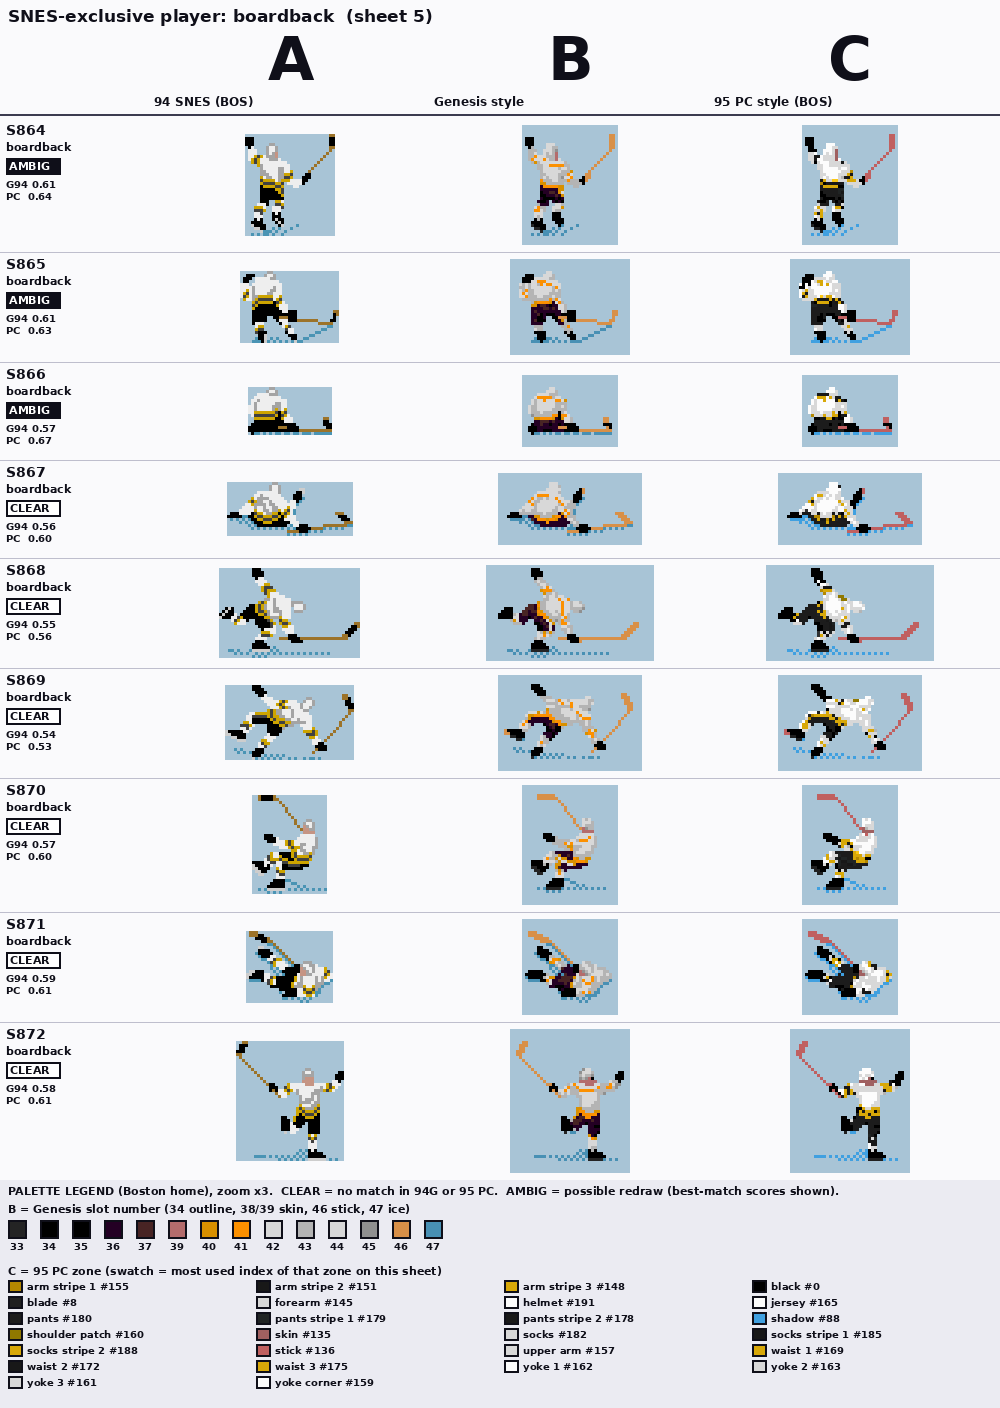 SNES-exclusive player: boardback (sheet 5)
A B C
94 SNES (BOS) Genesis style 95 PC style (BOS)
S864
boardback
AMBIG
G94 0.61
PC 0.64
S865
boardback
AMBIG
G94 0.61
PC 0.63
S866
boardback
AMBIG
G94 0.57
PC 0.67
S867
boardback
CLEAR
G94 0.56
PC 0.60
S868
boardback
CLEAR
G94 0.55
PC 0.56
S869
boardback
CLEAR
G94 0.54
PC 0.53
S870
boardback
CLEAR
G94 0.57
PC 0.60
S871
boardback
CLEAR
G94 0.59
PC 0.61
S872
boardback
CLEAR
G94 0.58
PC 0.61
PALETTE LEGEND (Boston home), zoom x3. CLEAR = no match in 94G or 95 PC. AMBIG = possible redraw (best-match scores shown).
B = Genesis slot number (34 outline, 38/39 skin, 46 stick, 47 ice)
33 34 35 36 37 39 40 41 42 43 44 45 46 47
C = 95 PC zone (swatch = most used index of that zone on this sheet)
arm stripe 1 #155 arm stripe 2 #151 arm stripe 3 #148 black #0
blade #8 forearm #145 helmet #191 jersey #165
pants #180 pants stripe 1 #179 pants stripe 2 #178 shadow #88
shoulder patch #160 skin #135 socks #182 socks stripe 1 #185
socks stripe 2 #188 stick #136 upper arm #157 waist 1 #169
waist 2 #172 waist 3 #175 yoke 1 #162 yoke 2 #163
yoke 3 #161 yoke corner #159